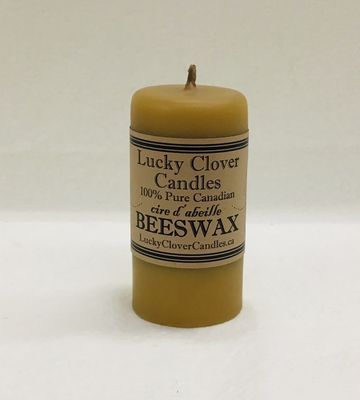 Lucky Clover
Candles
100% Pure Canadian
cire d'abeille
BEESWAX
LuckyCloverCandles.ca